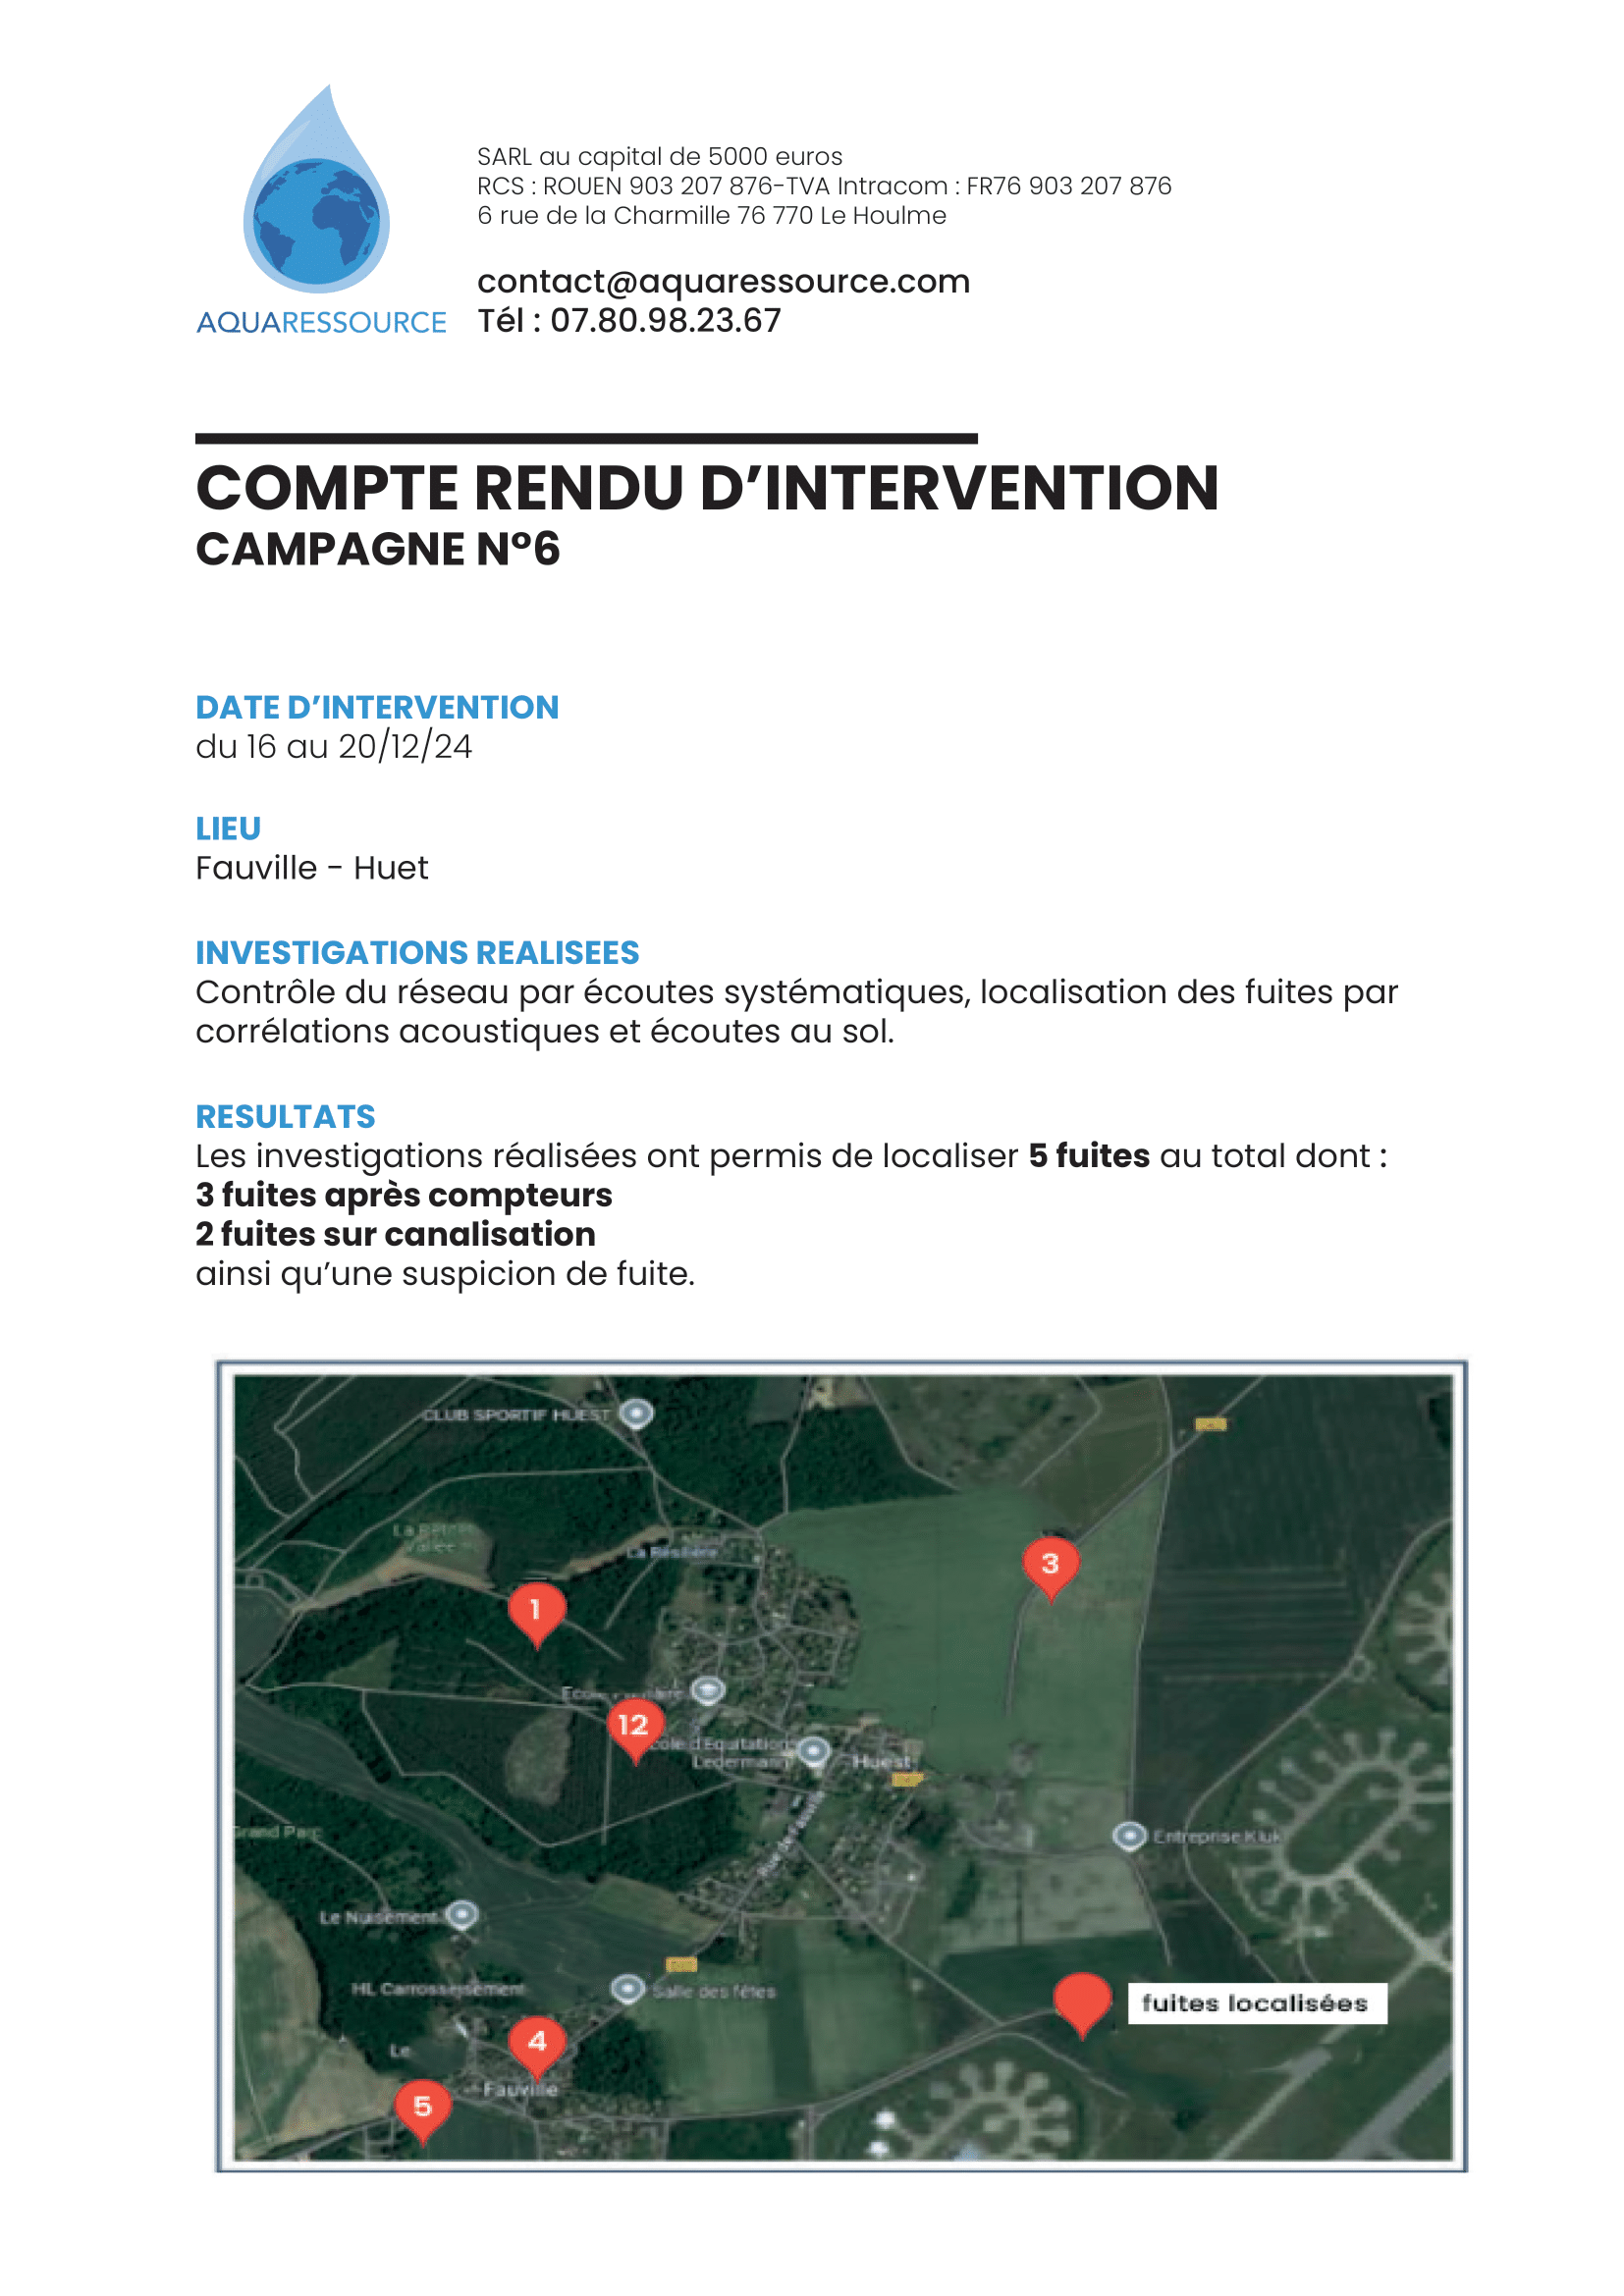 SARL au capital de 5000 euros
RCS : ROUEN 903 207 876-TVA Intracom : FR76 903 207 876
6 rue de la Charmille 76 770 Le Houlme
contact@aquaressource.com
Tél : 07.80.98.23.67
AQUARESSOURCE
COMPTE RENDU D’INTERVENTION
CAMPAGNE N°6
DATE D’INTERVENTION
du 16 au 20/12/24
LIEU
Fauville - Huet
INVESTIGATIONS REALISEES
Contrôle du réseau par écoutes systématiques, localisation des fuites par
corrélations acoustiques et écoutes au sol.
RESULTATS
Les investigations réalisées ont permis de localiser 5 fuites au total dont :
3 fuites après compteurs
2 fuites sur canalisation
ainsi qu’une suspicion de fuite.
CLUB SPORTIF HUEST
La
Vallée
La
3
1
12
d'Equitation
Ledermann
Huest
Rue de Fauville
Grand Parc
Entreprise Kluk
Le Nuisement
HL Carrossement
Salle des fêtes
fuites localisées
4
Le
Fauville
5